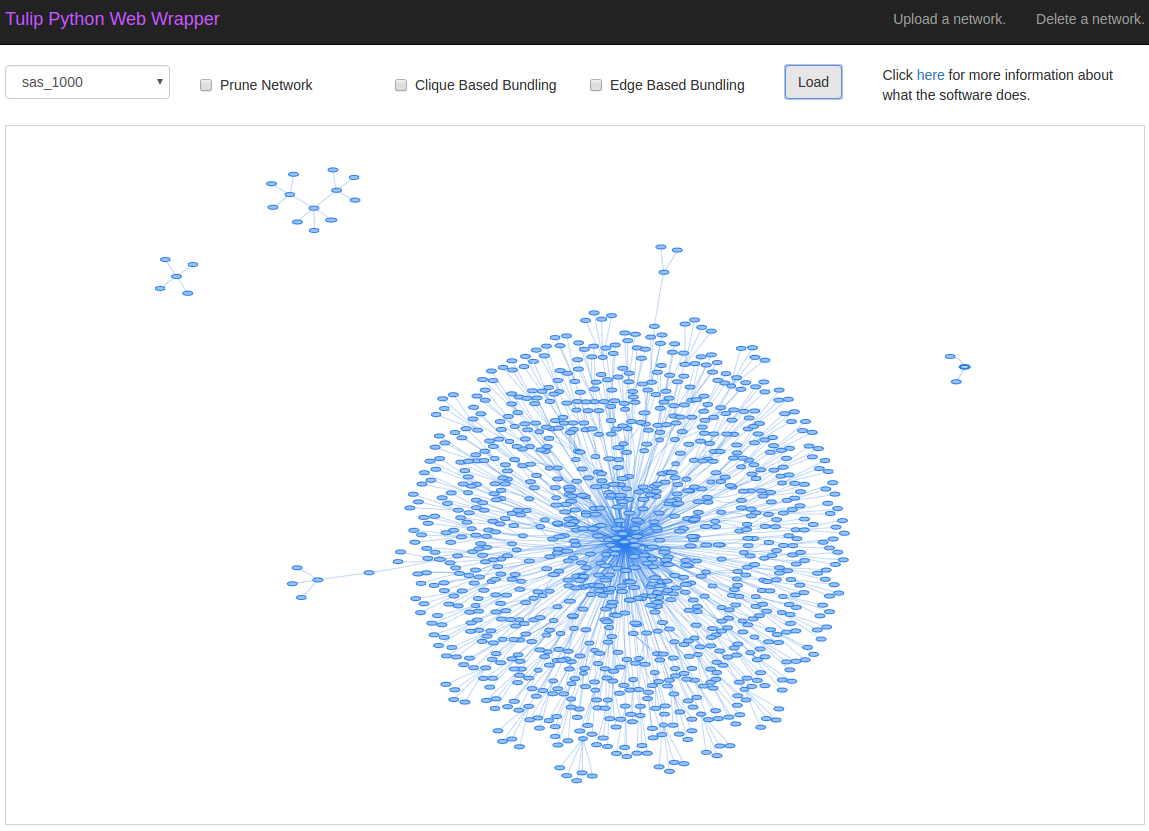 Tulip Python Web Wrapper
Upload a network. Delete a network.
sas_1000 Prune Network Clique Based Bundling Edge Based Bundling Load
Click here for more information about
what the software does.